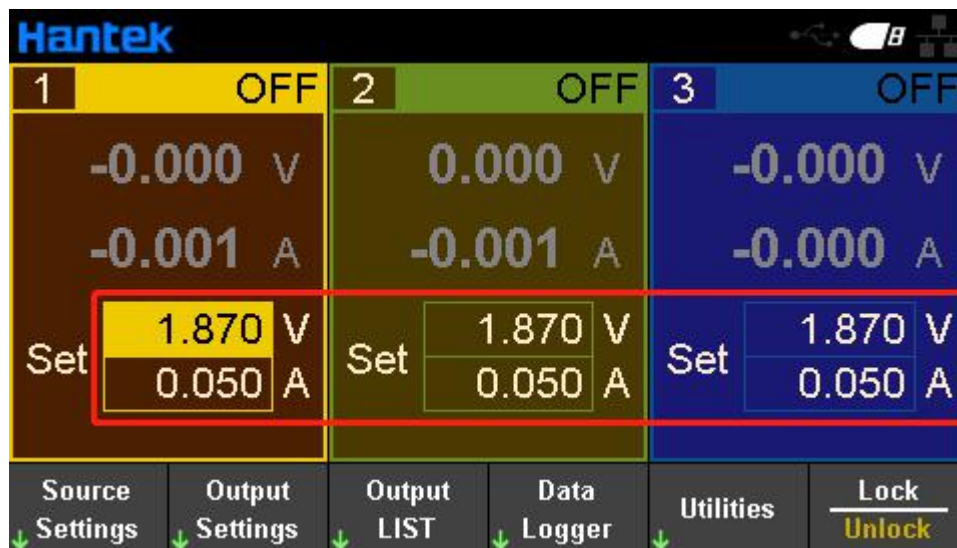 Hantek
8
1 OFF 2 OFF 3 OFF
-0.000 V 0.000 V -0.000 V
-0.001 A -0.001 A -0.000 A
Set 1.870 V Set 1.870 V Set 1.870 V
0.050 A 0.050 A 0.050 A
Source Settings Output Settings Output LIST Data Logger Utilities Lock Unlock